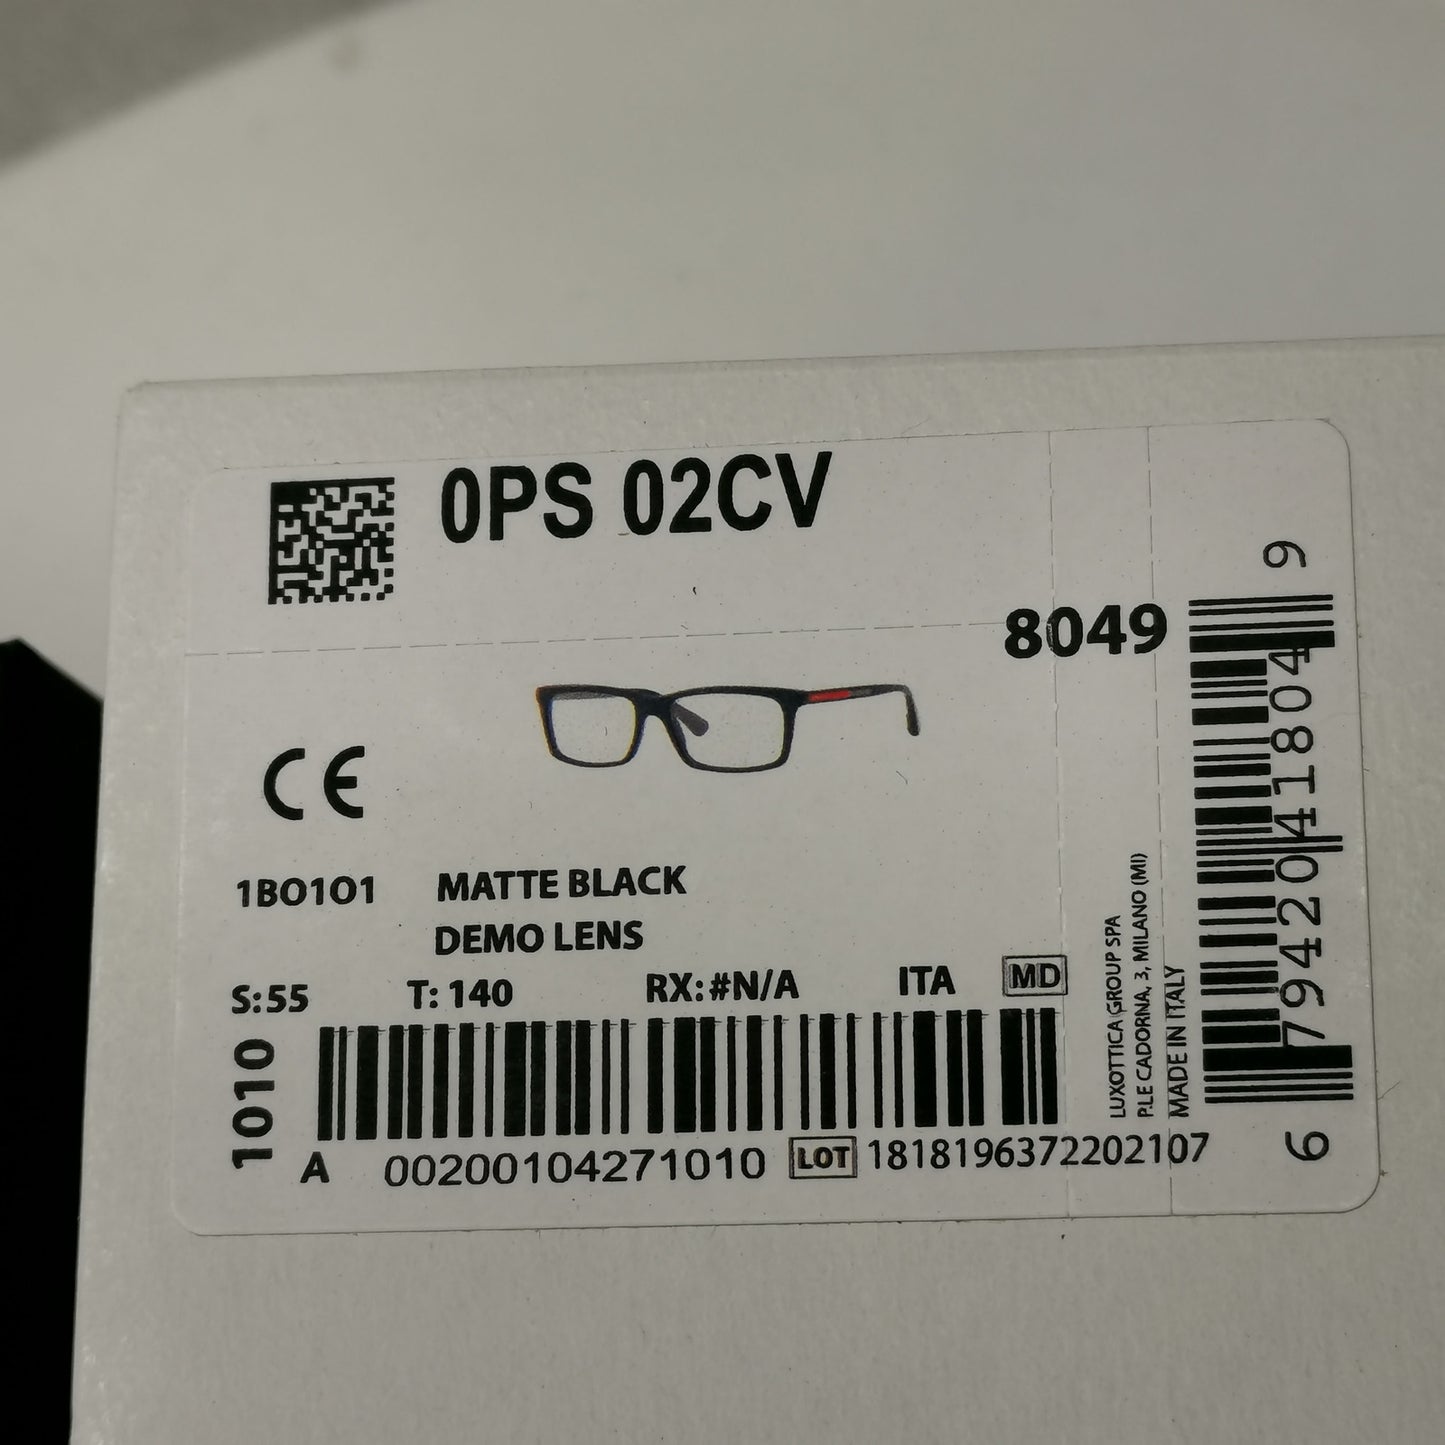 0PS 02CV
8049
CE
1BO1O1 MATTE BLACK
DEMO LENS
S:55 T: 140 RX:#N/A ITA MD
1010
A 00200104271010 LOT 1818196372202107
LUXOTTICA GROUP SPA
P.LE CADORNA, 3, MILANO (MI)
MADE IN ITALY
6 79420 41804 9